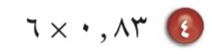 ٤ ٠,٨٣ × ٦